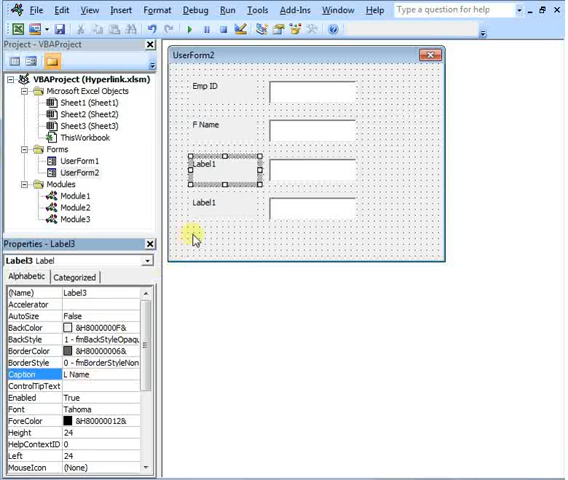 File Edit View Insert Format Debug Run Tools Add-Ins Window Help Type a question for help
Project - VBAProject
VBAProject (Hyperlink.xlsm)
Microsoft Excel Objects
Sheet1 (Sheet1)
Sheet2 (Sheet2)
Sheet3 (Sheet3)
ThisWorkbook
Forms
UserForm1
UserForm2
Modules
Module1
Module2
Module3
Properties - Label3
Label3 Label
Alphabetic Categorized
(Name) Label3
Accelerator
AutoSize False
BackColor &H8000000F&
BackStyle 1 - fmBackStyleOpaqu
BorderColor &H80000006&
BorderStyle 0 - fmBorderStyleNon
Caption L Name
ControlTipText
Enabled True
Font Tahoma
ForeColor &H80000012&
Height 24
HelpContextID 0
Left 24
MouseIcon (None)
UserForm2
Emp ID
F Name
Label1
Label1